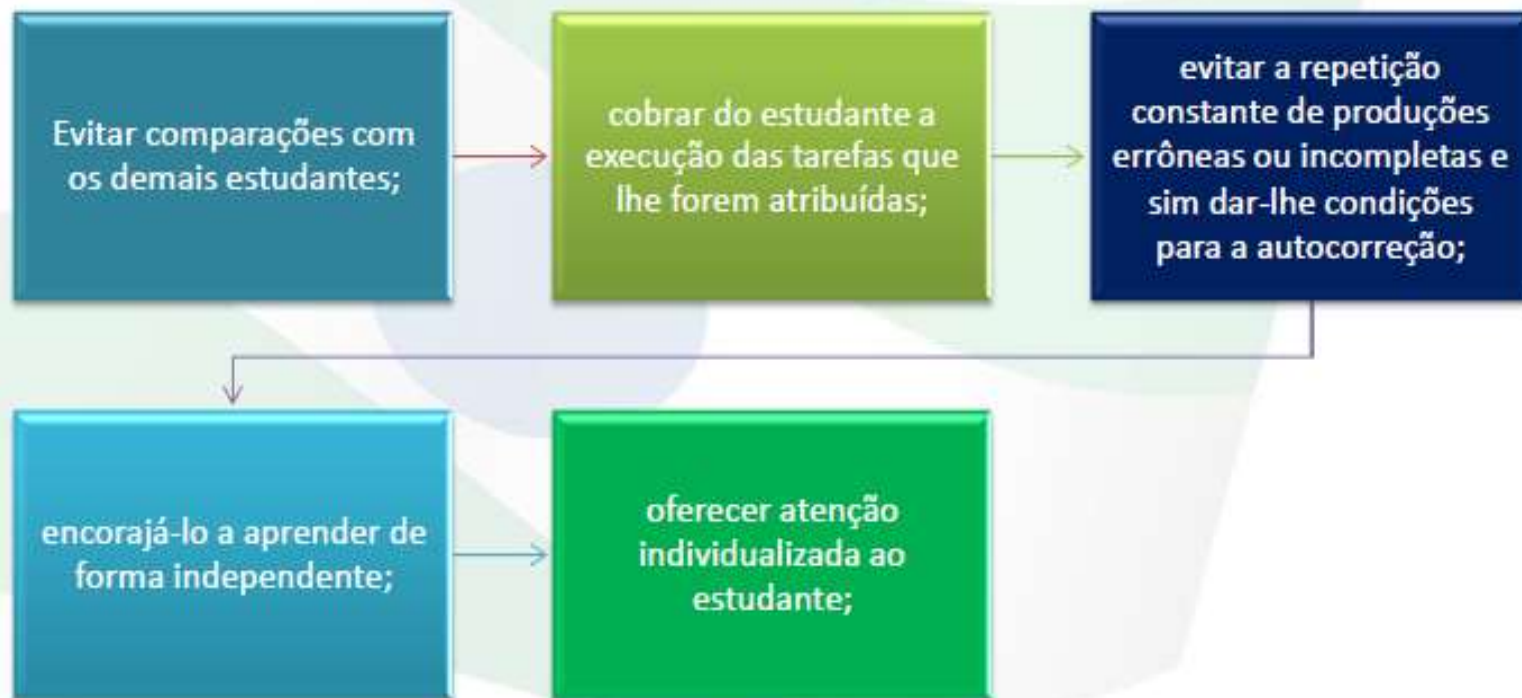 Evitar comparações com
os demais estudantes;
cobrar do estudante a
execução das tarefas que
lhe forem atribuídas;
evitar a repetição
constante de produções
errôneas ou incompletas e
sim dar-lhe condições
para a autocorreção;
encorajá-lo a aprender de
forma independente;
oferecer atenção
individualizada ao
estudante;